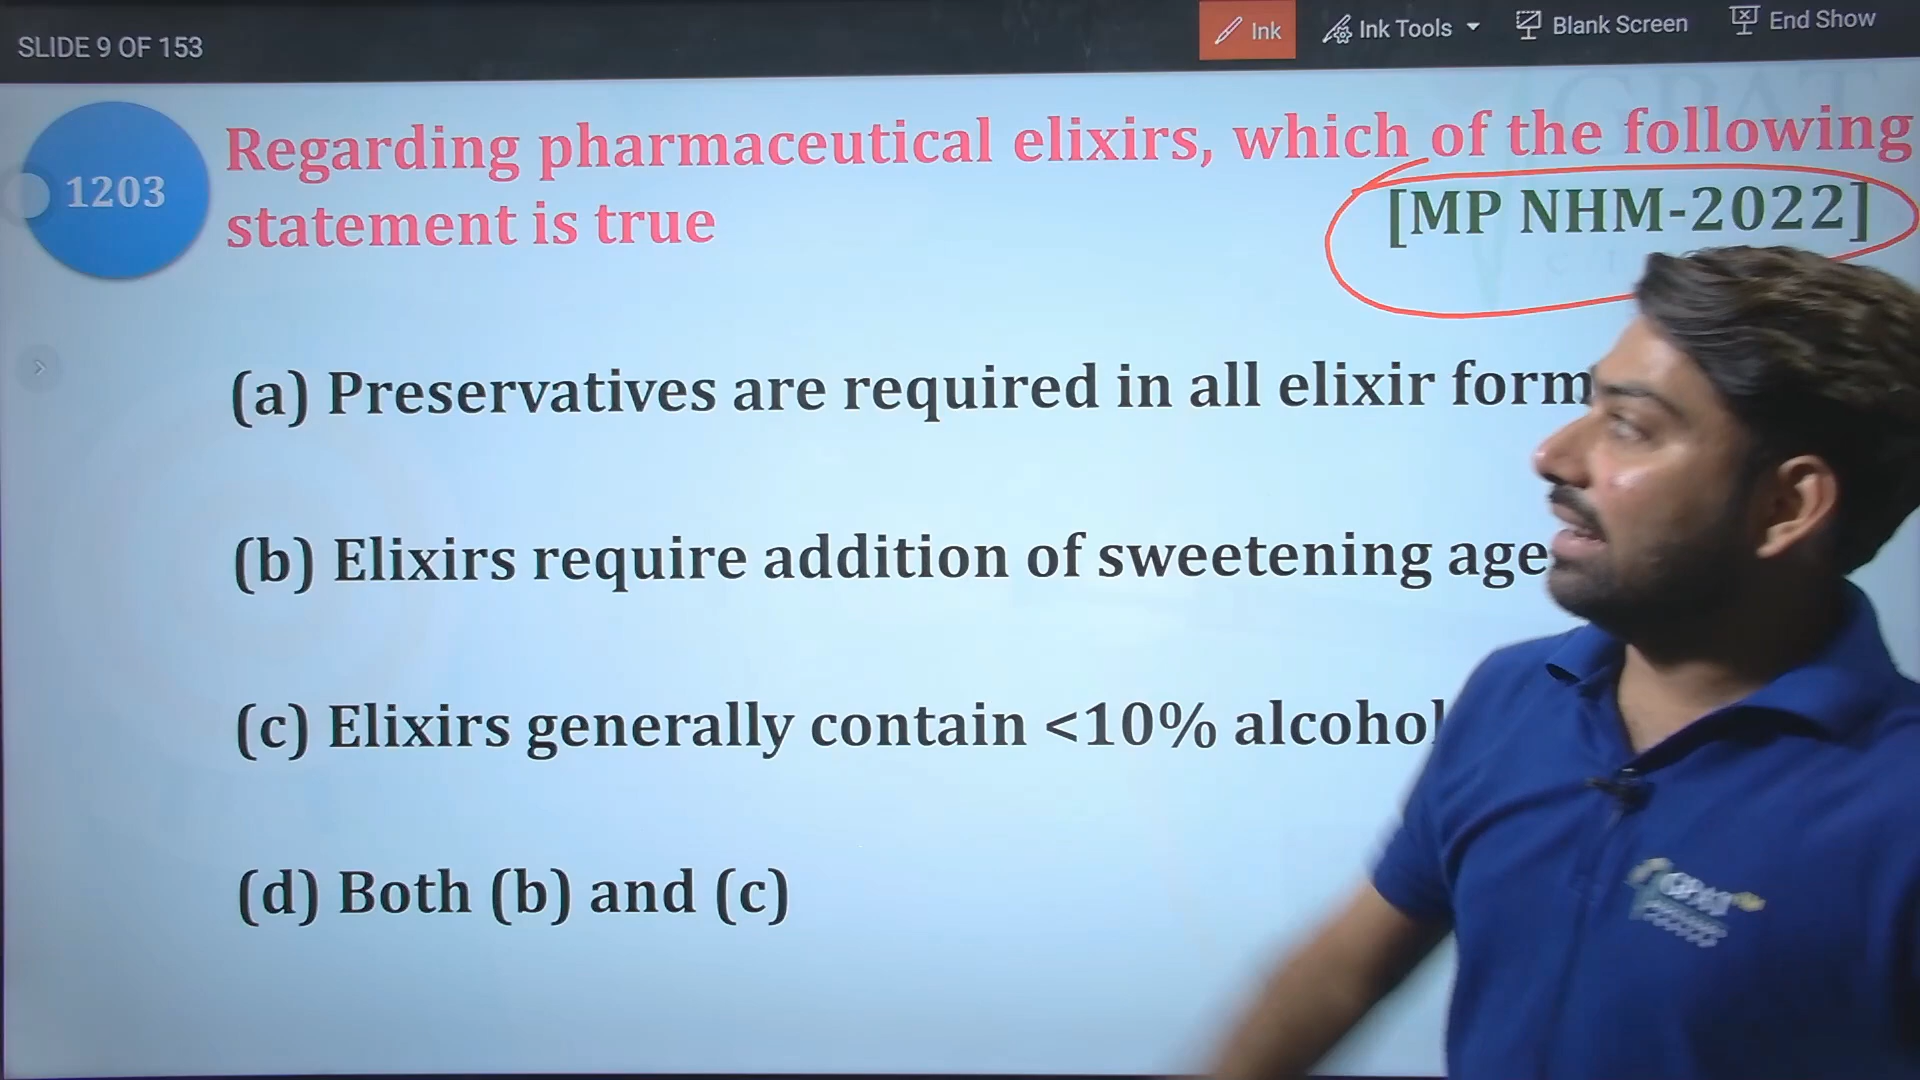 SLIDE 9 OF 153
Ink
Ink Tools
Blank Screen
End Show
1203
Regarding pharmaceutical elixirs, which of the following
statement is true
[MP NHM-2022]
(a) Preservatives are required in all elixir form
(b) Elixirs require addition of sweetening age
(c) Elixirs generally contain <10% alcohol
(d) Both (b) and (c)
GPAT